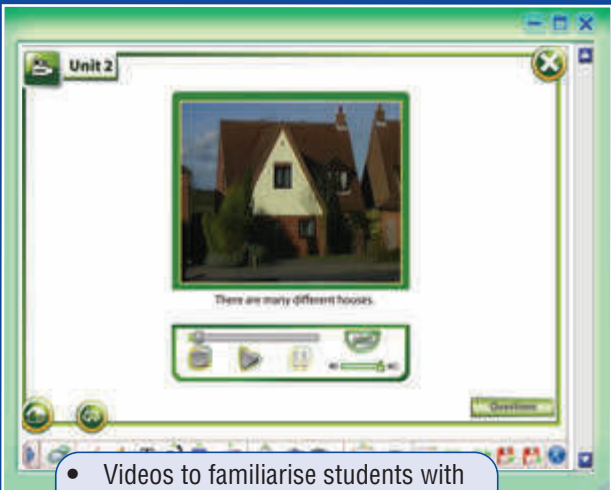 Unit 2
There are many different houses.
Questions
• Videos to familiarise students with